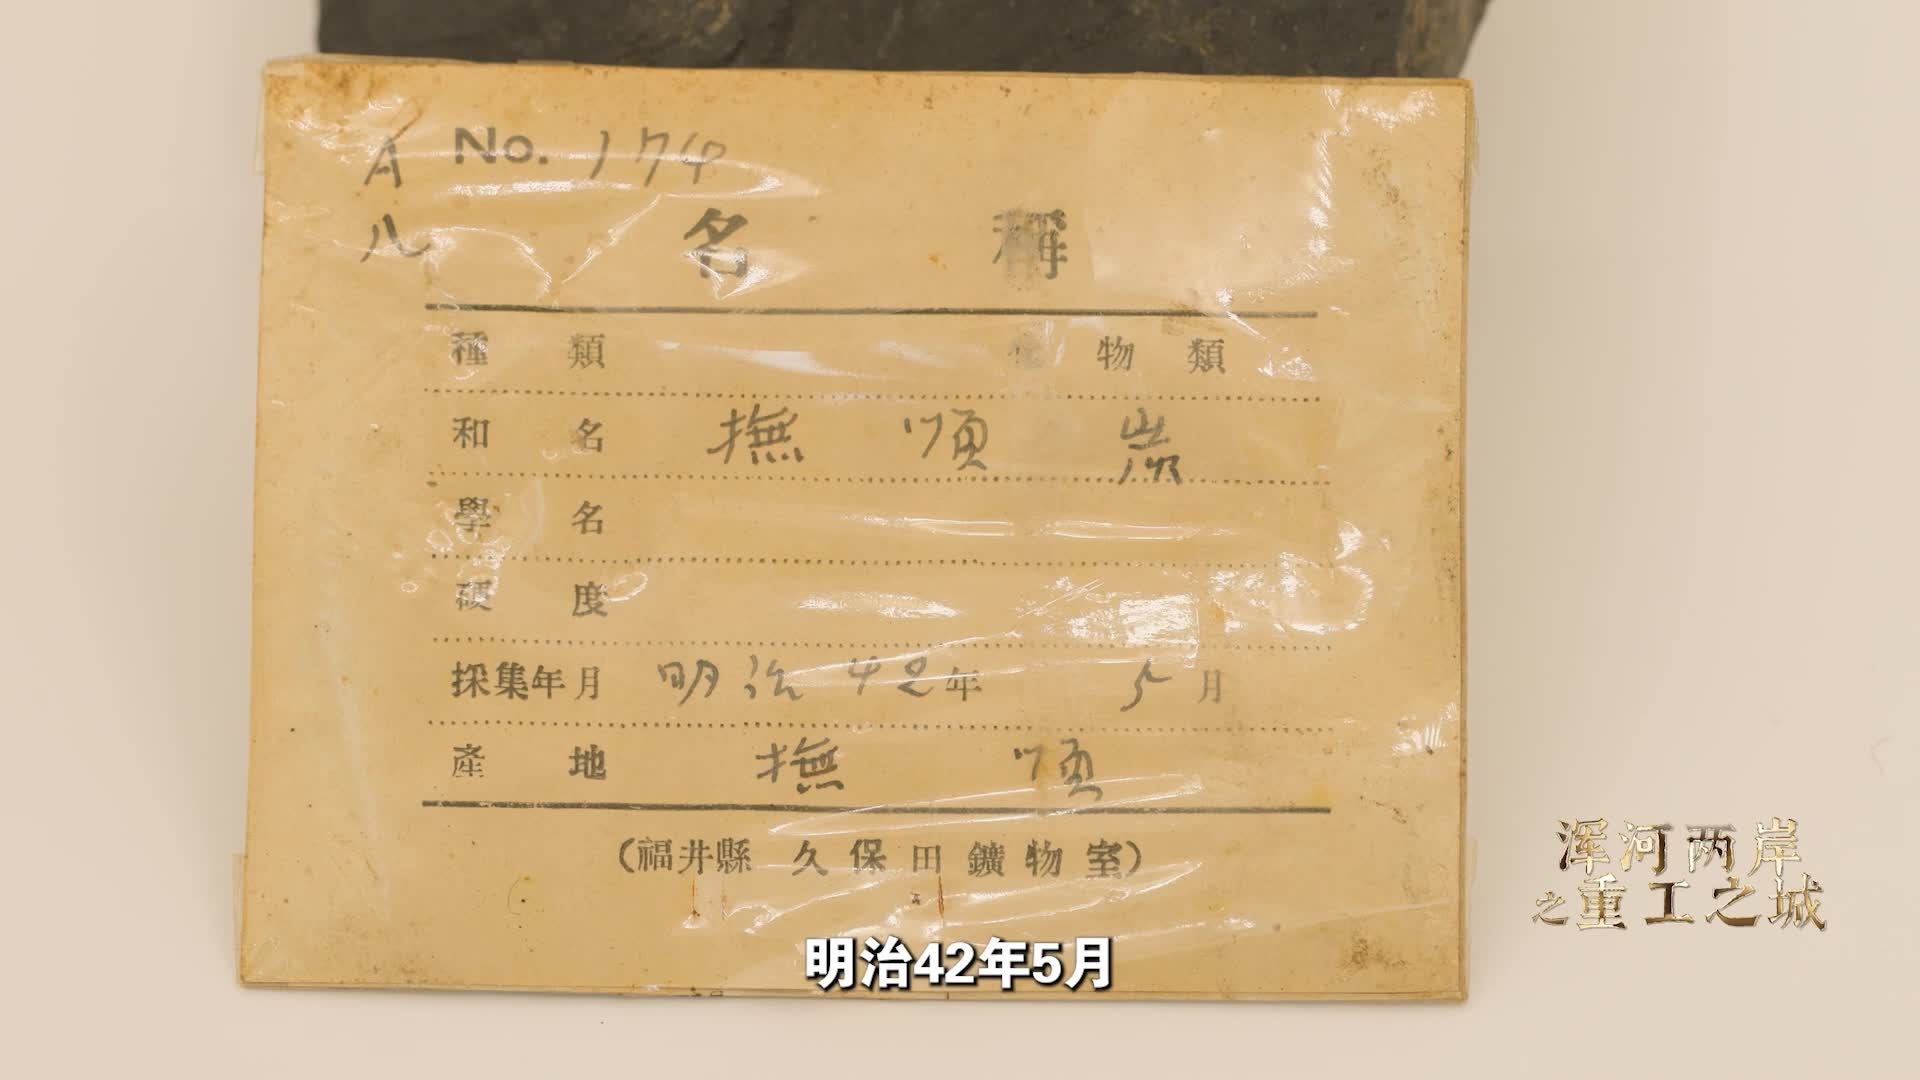 A No. 174
八
名 稱
種 類 物 類
和 名 撫 順 炭
學 名
硬 度
採集年月 明治 42年 5月
產 地 撫 順
(福井縣 久保田鑛物室)
浑河两岸
之重工之城
明治42年5月